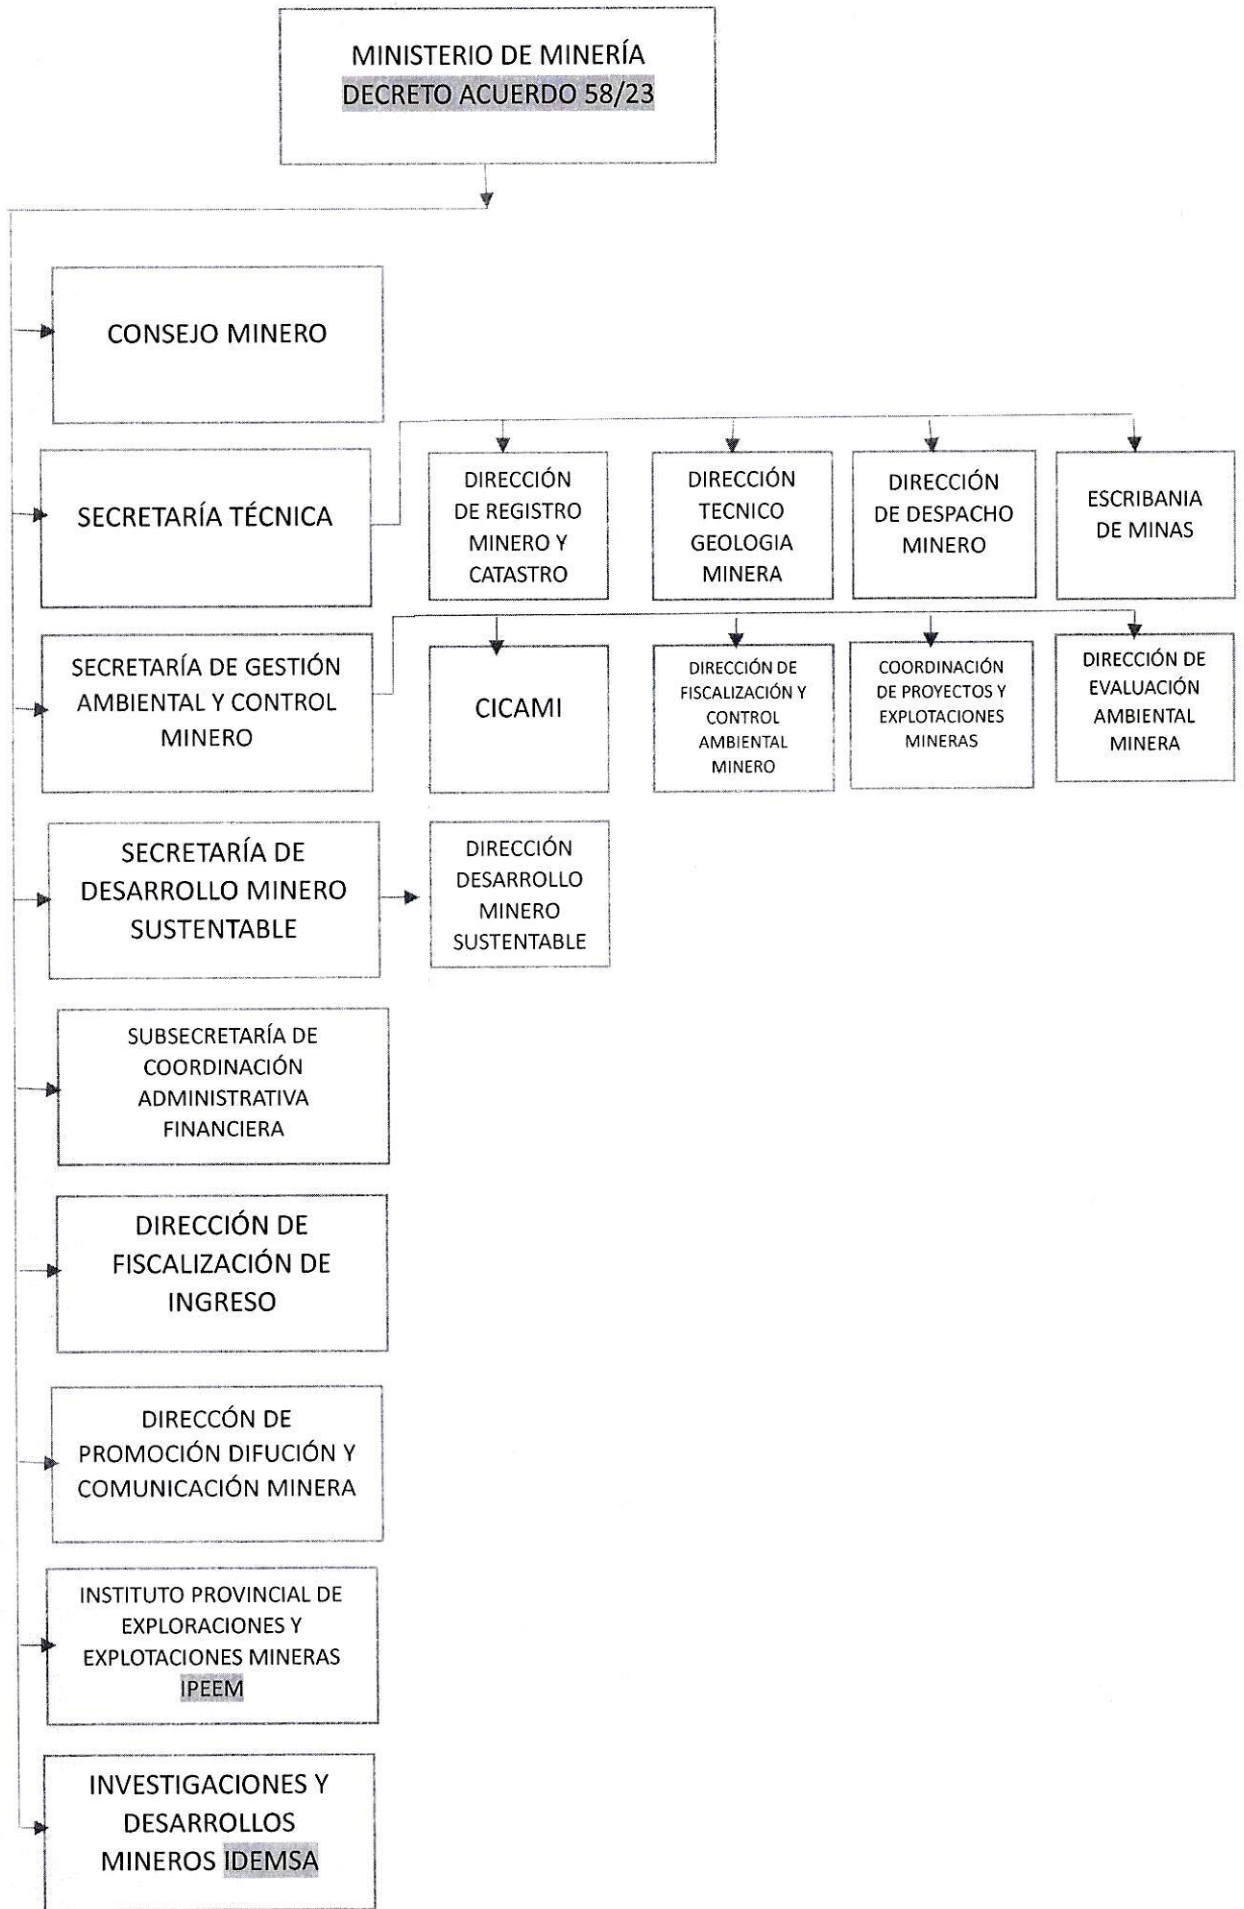 MINISTERIO DE MINERÍA
DECRETO ACUERDO 58/23
CONSEJO MINERO
SECRETARÍA TÉCNICA
DIRECCIÓN
DE REGISTRO
MINERO Y
CATASTRO
DIRECCIÓN
TECNICO
GEOLOGIA
MINERA
DIRECCIÓN
DE DESPACHO
MINERO
ESCRIBANIA
DE MINAS
SECRETARÍA DE GESTIÓN
AMBIENTAL Y CONTROL
MINERO
CICAMI
DIRECCIÓN DE
FISCALIZACIÓN Y
CONTROL
AMBIENTAL
MINERO
COORDINACIÓN
DE PROYECTOS Y
EXPLOTACIONES
MINERAS
DIRECCIÓN DE
EVALUACIÓN
AMBIENTAL
MINERA
SECRETARÍA DE
DESARROLLO MINERO
SUSTENTABLE
DIRECCIÓN
DESARROLLO
MINERO
SUSTENTABLE
SUBSECRETARÍA DE
COORDINACIÓN
ADMINISTRATIVA
FINANCIERA
DIRECCIÓN DE
FISCALIZACIÓN DE
INGRESO
DIRECCÓN DE
PROMOCIÓN DIFUCIÓN Y
COMUNICACIÓN MINERA
INSTITUTO PROVINCIAL DE
EXPLORACIONES Y
EXPLOTACIONES MINERAS
IPEEM
INVESTIGACIONES Y
DESARROLLOS
MINEROS IDEMSA